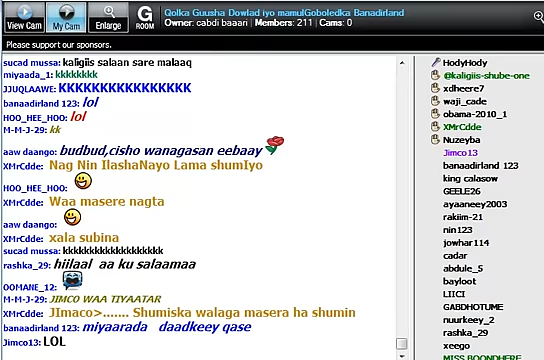 Qolka Guusha Dowlad iyo mamulGoboledka Banadirland
Owner: cabdi baaari | Members: 211 | Cams: 0
View Cam
My Cam
Enlarge
G
ROOM
Please support our sponsors.
sucad mussa: kaligiis salaan sare malaaq
miyaada_1: kkkkkkkk
JJUQLAAWE: KKKKKKKKKKKKKKKK
banaadirland 123: lol
HOO_HEE_HOO: lol
M-M-J-29: kk
aaw daango: budbud,cisho wanagasan eebaay
XMrCdde: Nag Nin IlashaNayo Lama shumIyo
HOO_HEE_HOO:
XMrCdde: Waa masere nagta
aaw daango:
XMrCdde: xala subina
sucad mussa: kkkkkkkkkkkkkkkkkkk
rashka_29: hiilaal aa ku salaamaa
OOMANE_12:
M-M-J-29: JIMCO WAA TIYAATAR
XMrCdde: JImaco>....... Shumiska walaga masera ha shumin
banaadirland 123: miyaarada daadkeey qase
Jimco13: LOL
HodyHody
@kaligiis-shube-one
xdheere7
waji_cade
obama-2010_1
XMrCdde
Nuzeyba
Jimco13
banaadirland 123
king calasow
GEELE26
ayaaneey2003
rakiim-21
nin123
jowhar114
cadar
abdule_5
bayloot
LIICI
GABDHOTUME
nuurkeey_2
rashka_29
xeego
MISS BOONDHERE